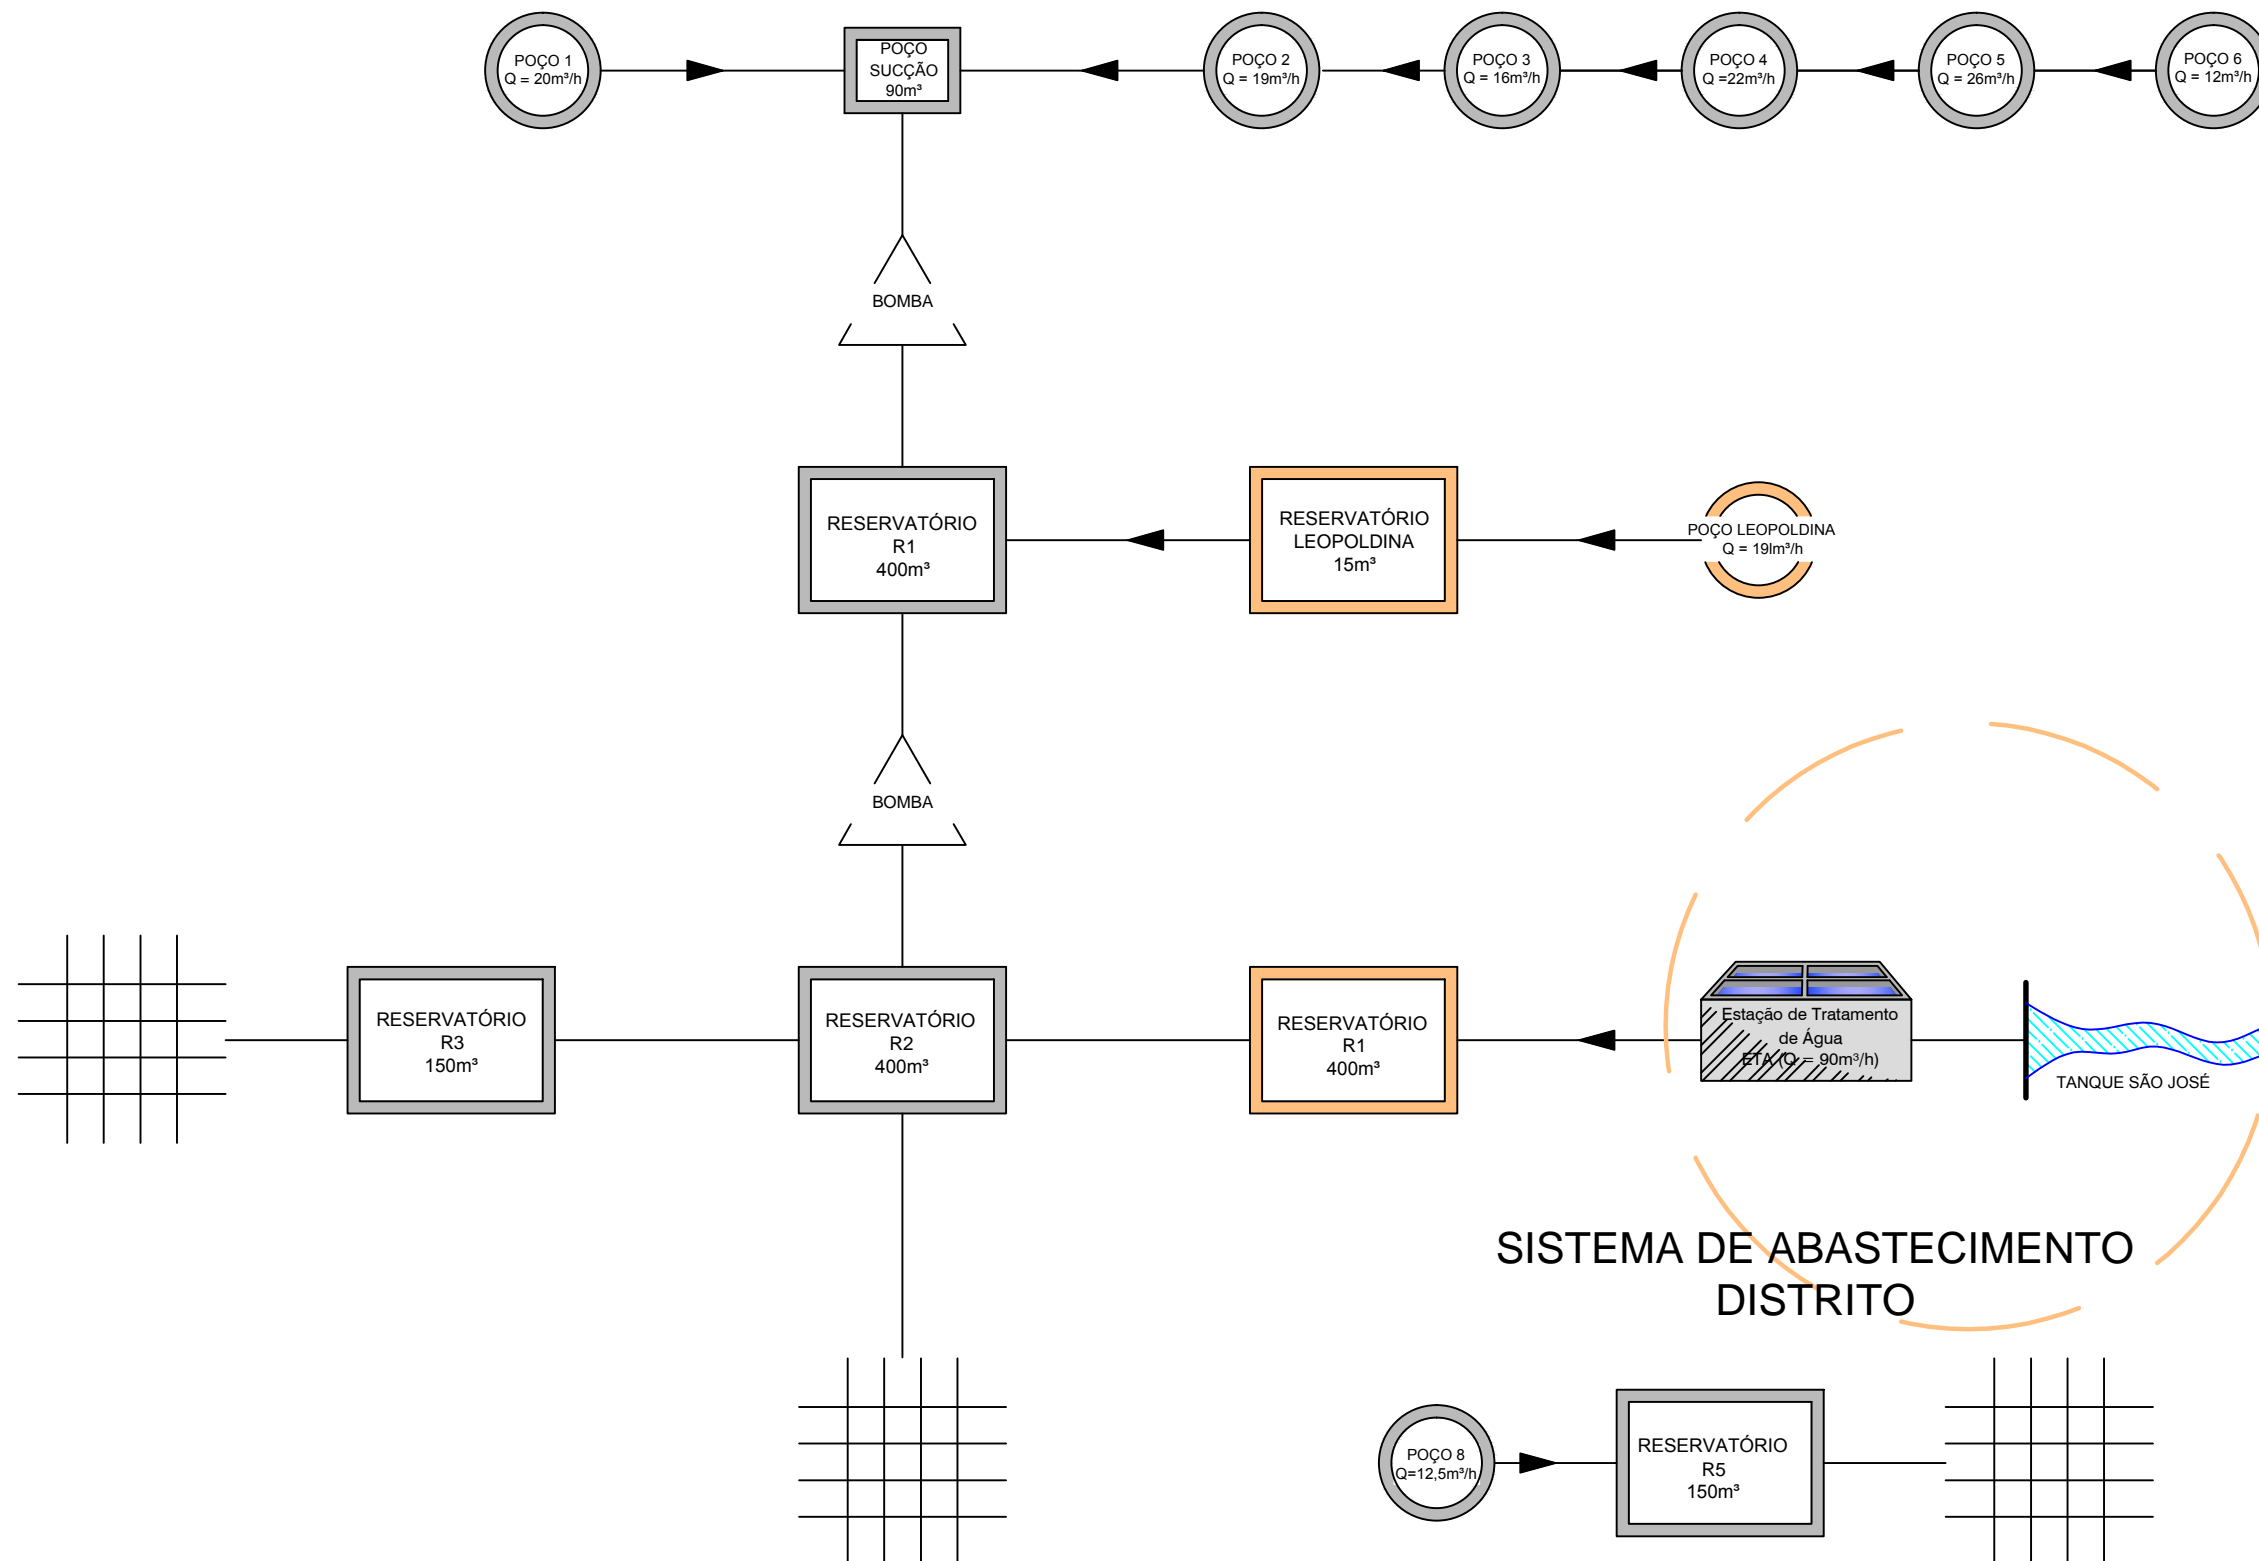 POÇO 1
Q = 20m³/h
POÇO
SUCÇÃO
90m³
POÇO 2
Q = 19m³/h
POÇO 3
Q = 16m³/h
POÇO 4
Q =22m³/h
POÇO 5
Q = 26m³/h
POÇO 6
Q = 12m³/h
BOMBA
RESERVATÓRIO
R1
400m³
RESERVATÓRIO
LEOPOLDINA
15m³
POÇO LEOPOLDINA
Q = 19lm³/h
BOMBA
RESERVATÓRIO
R3
150m³
RESERVATÓRIO
R2
400m³
RESERVATÓRIO
R1
400m³
Estação de Tratamento
de Água
ETA (Q = 90m³/h)
TANQUE SÃO JOSÉ
SISTEMA DE ABASTECIMENTO
DISTRITO
POÇO 8
Q=12,5m³/h
RESERVATÓRIO
R5
150m³